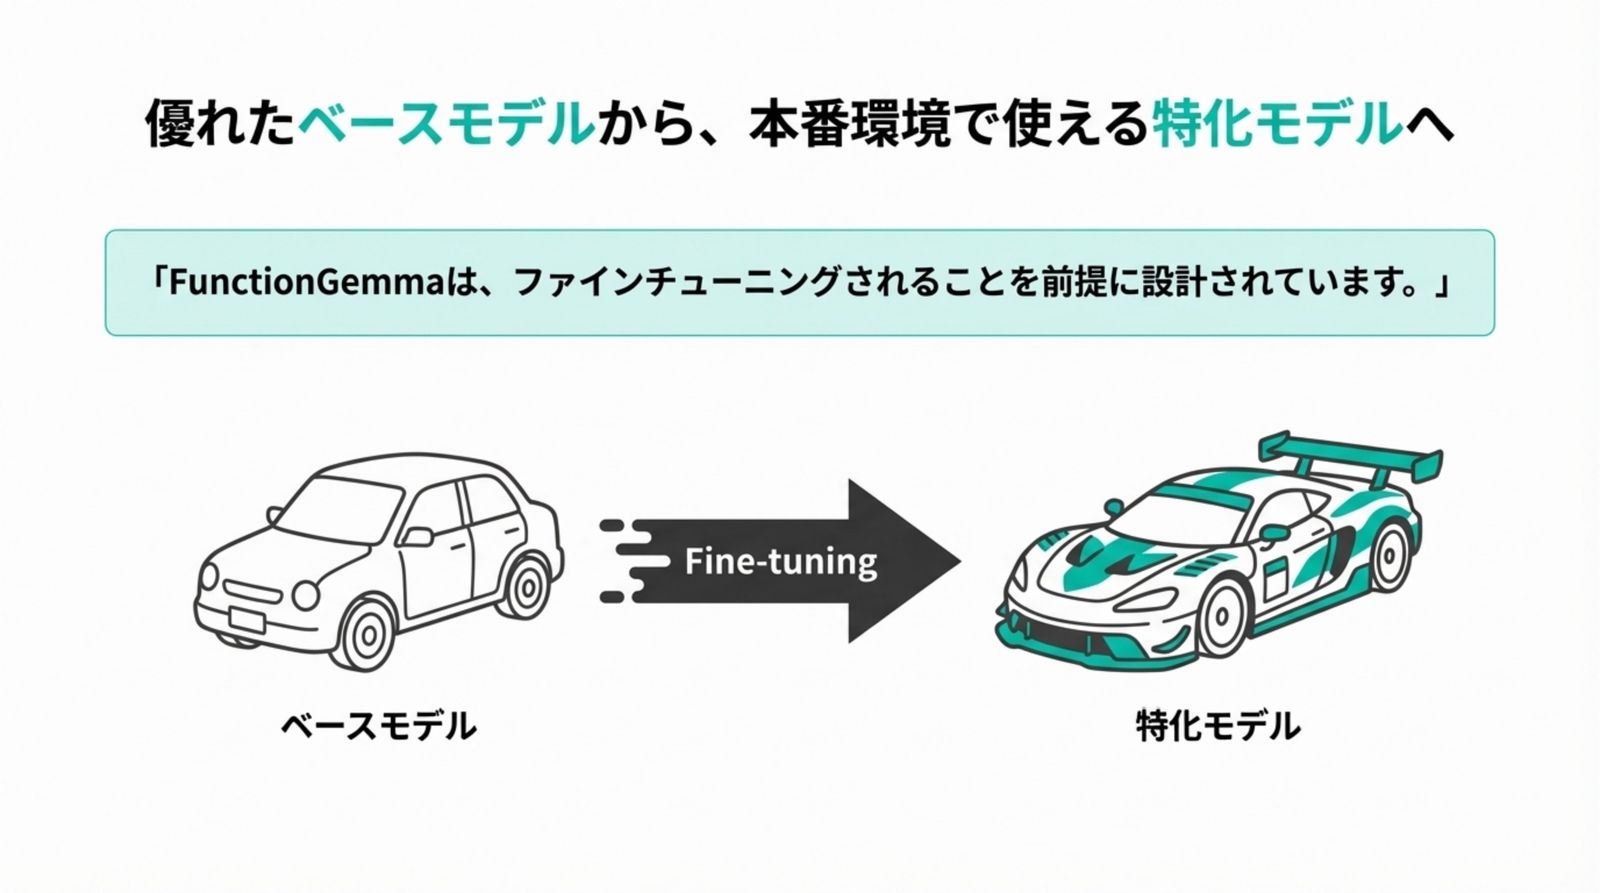 優れたベースモデルから、本番環境で使える特化モデルへ
「FunctionGemmaは、ファインチューニングされることを前提に設計されています。」
Fine-tuning
ベースモデル
特化モデル